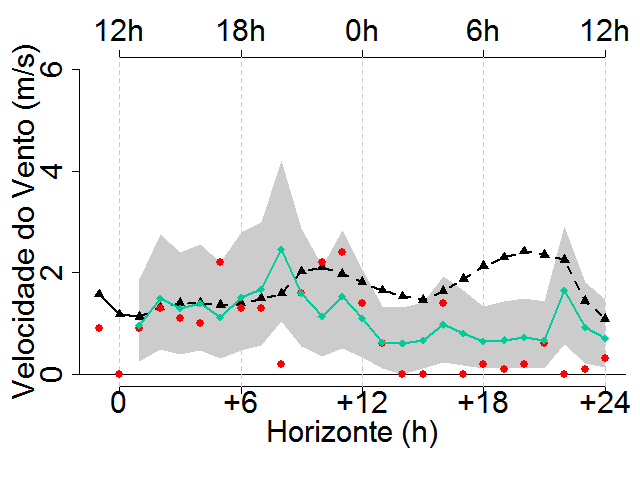 12h 18h 0h 6h 12h
Velocidade do Vento (m/s)
6
4
2
0
0 +6 +12 +18 +24
Horizonte (h)